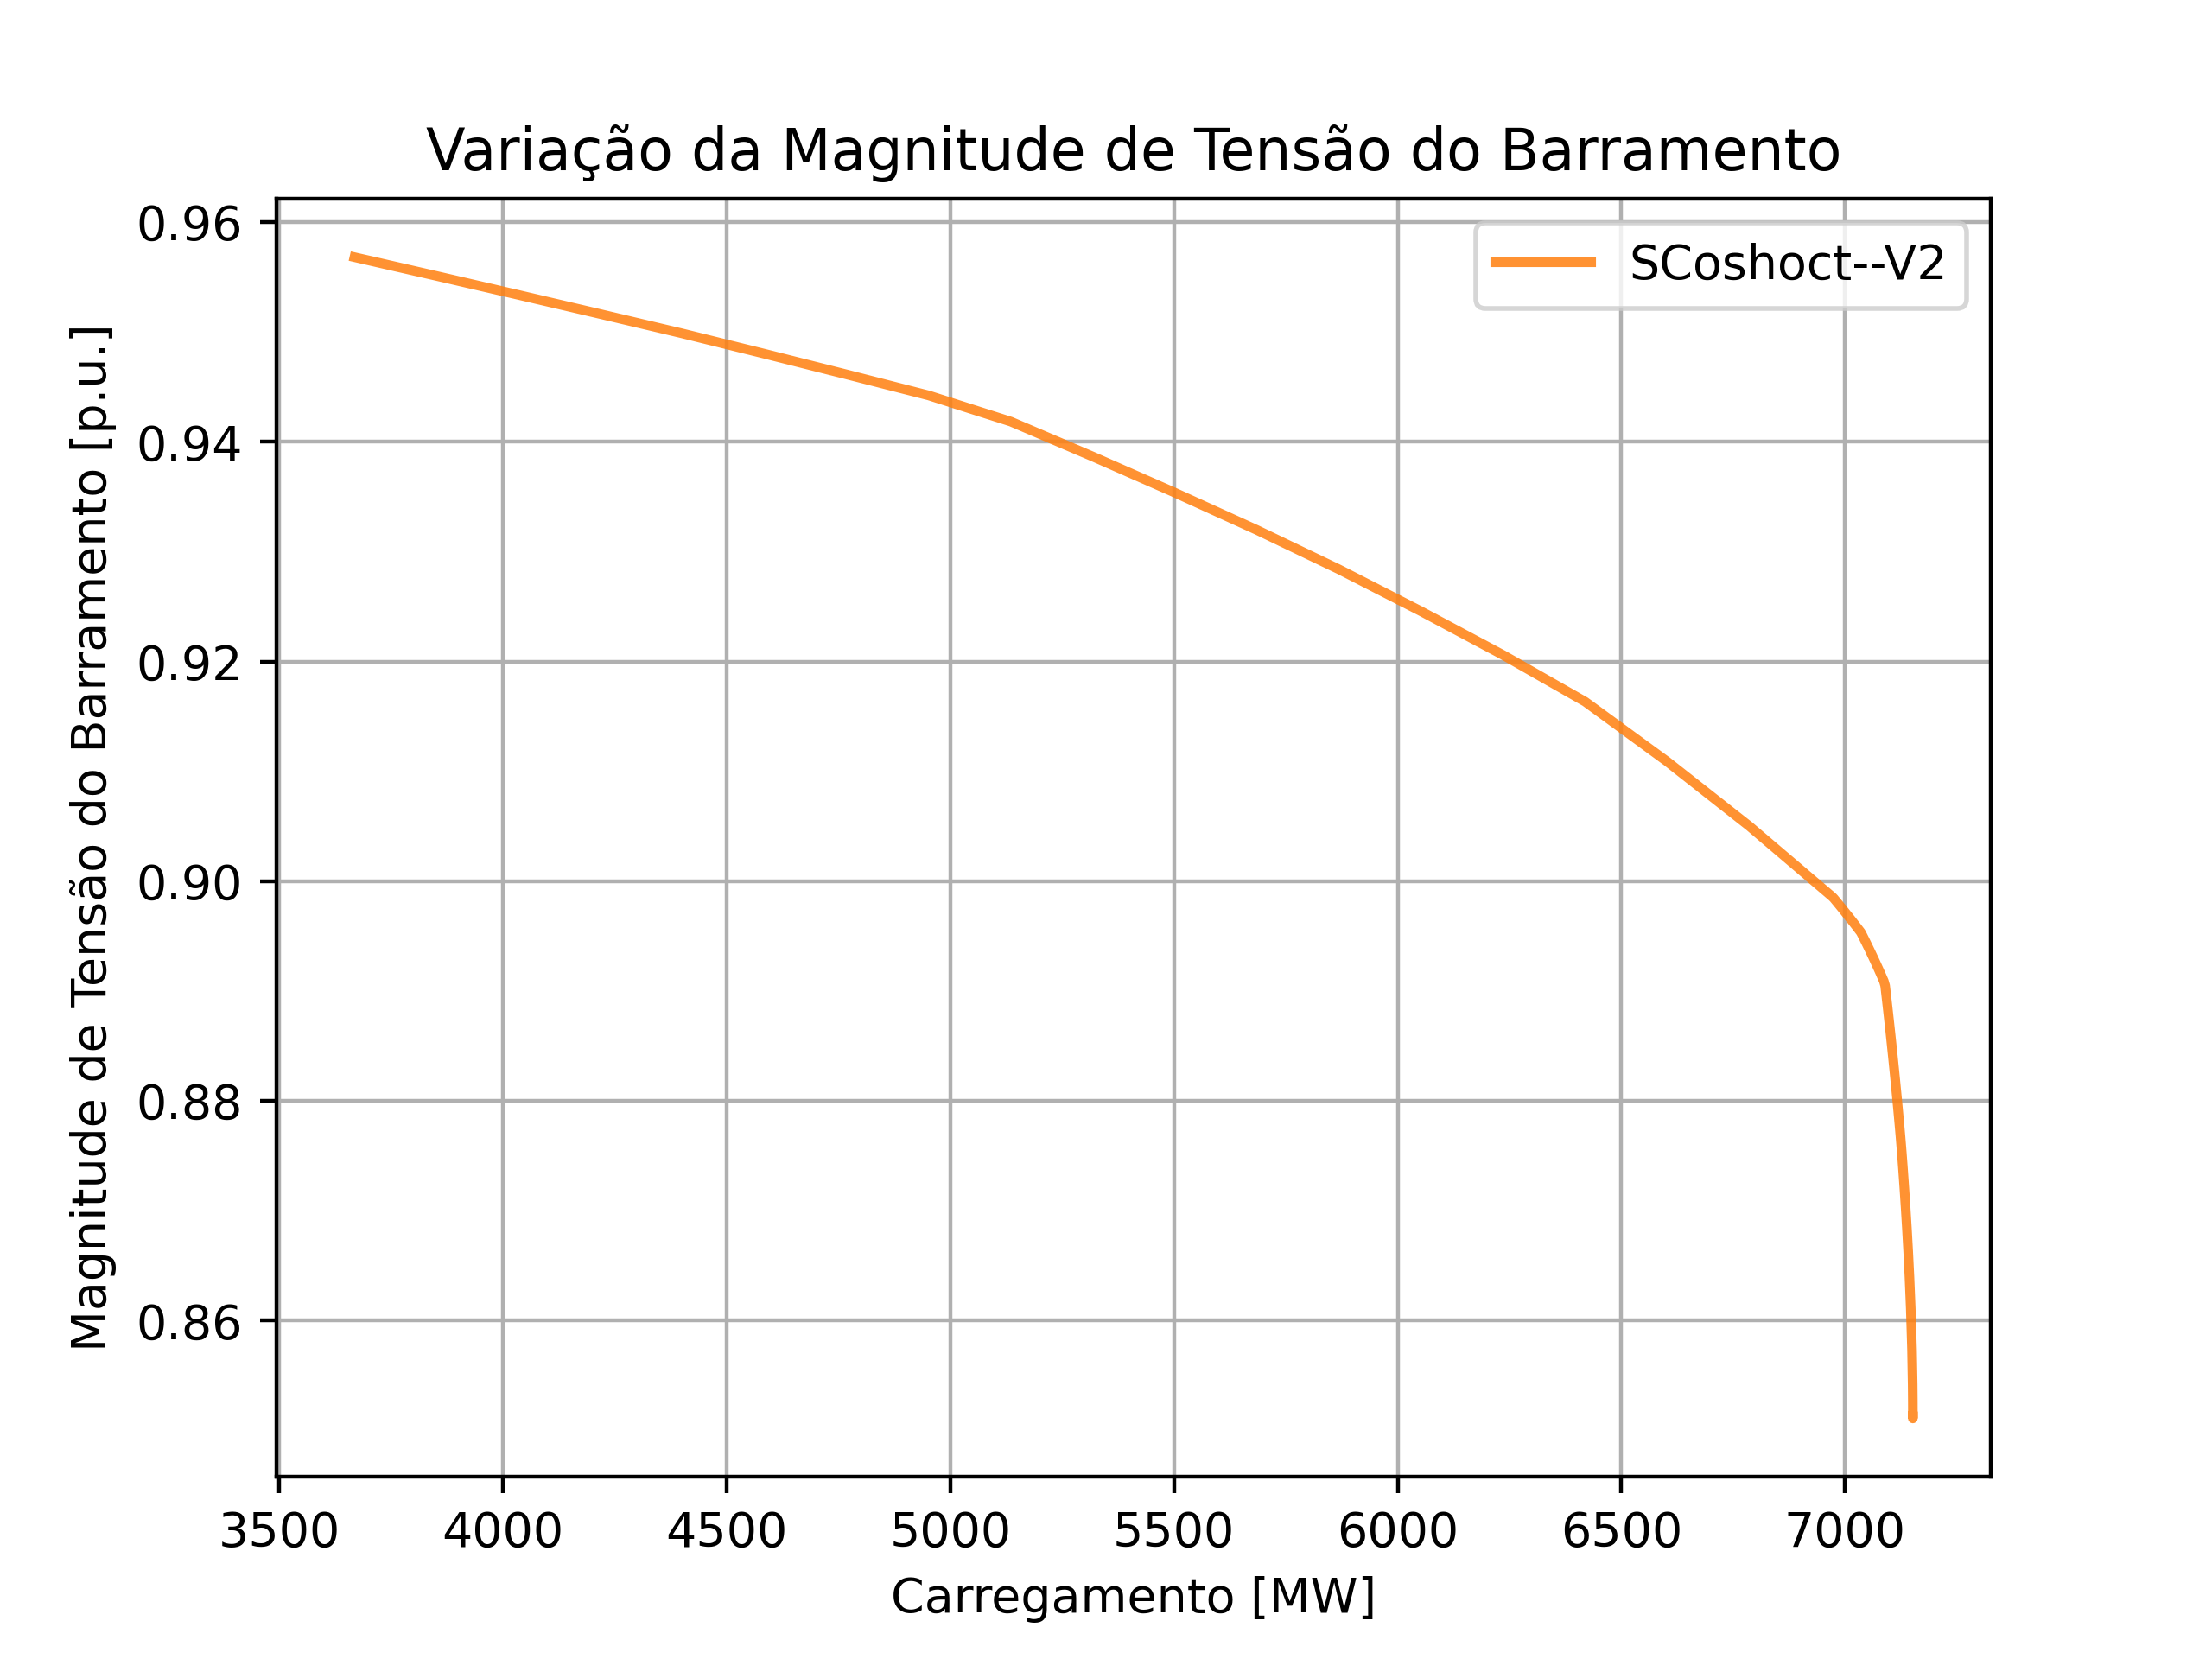 Variação da Magnitude de Tensão do Barramento
SCoshoct--V2
Magnitude de Tensão do Barramento [p.u.]
0.96
0.94
0.92
0.90
0.88
0.86
3500 4000 4500 5000 5500 6000 6500 7000
Carregamento [MW]